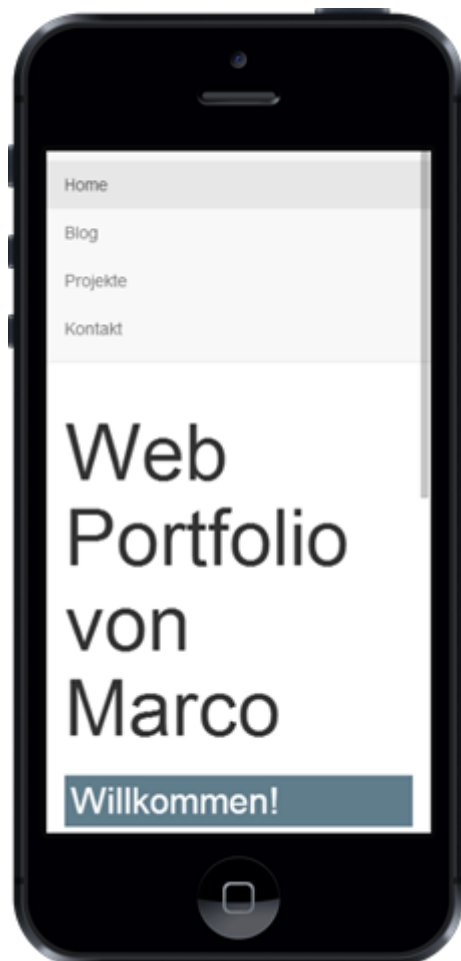 Home
Blog
Projekte
Kontakt
Web
Portfolio
von
Marco
Willkommen!